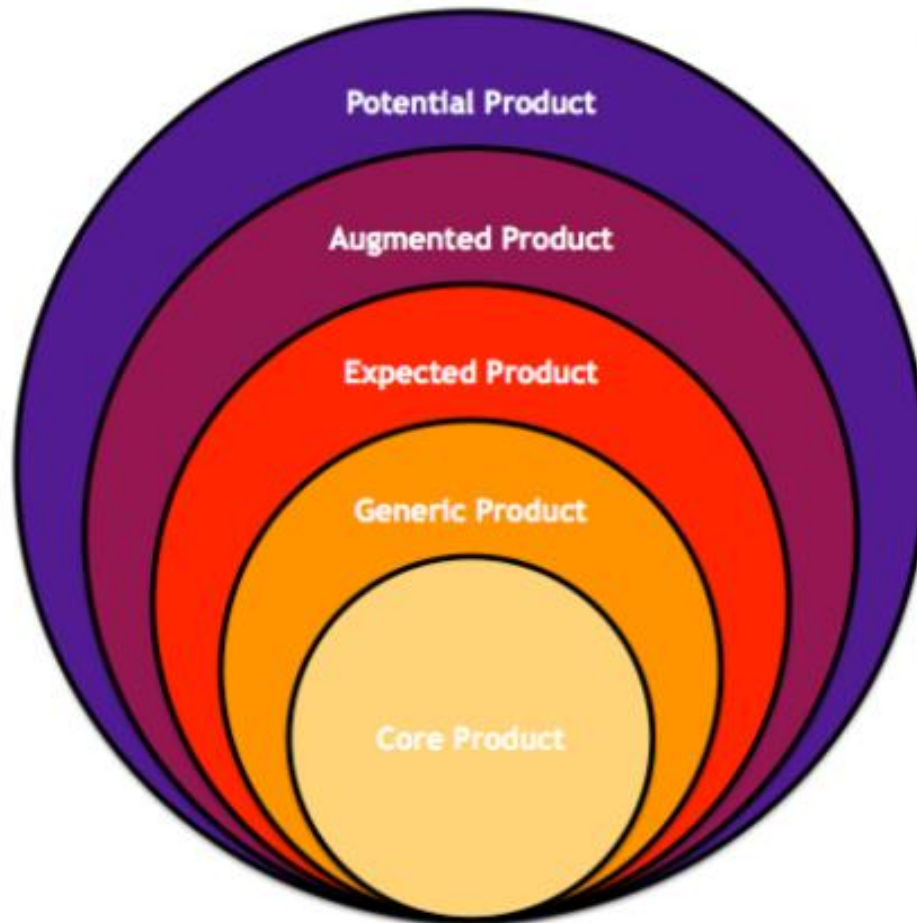 Potential Product
Augmented Product
Expected Product
Generic Product
Core Product